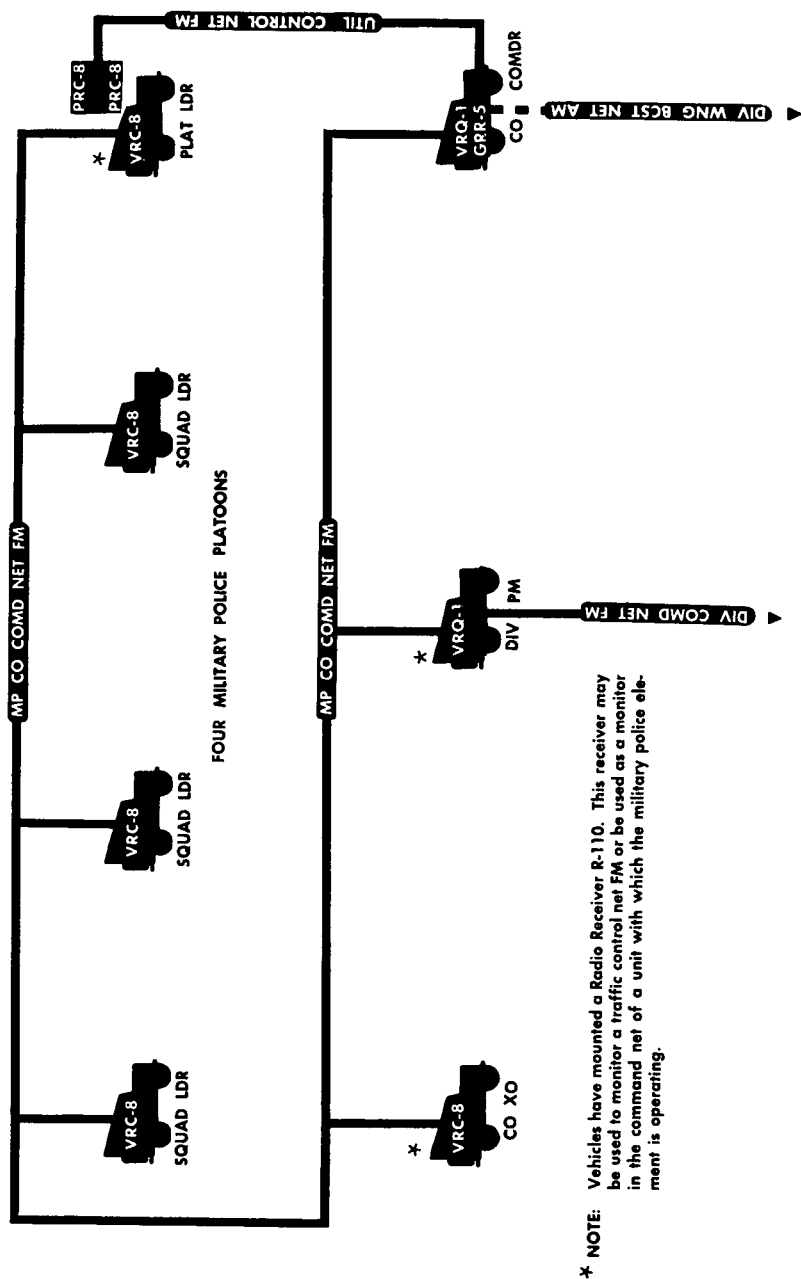 UTIL CONTROL NET FM
PRC-8
PRC-8
MP CO COMD NET FM
VRC-8
SQUAD LDR
VRC-8
SQUAD LDR
VRC-8
SQUAD LDR
* VRC-8
PLAT LDR
FOUR MILITARY POLICE PLATOONS
MP CO COMD NET FM
* VRC-8
CO XO
* VRQ-1
DIV PM
VRQ-1
GRR-5
CO COMDR
DIV COMD NET FM
DIV WNG BCST NET AM
* NOTE: Vehicles have mounted a Radio Receiver R-110. This receiver may
be used to monitor a traffic control net FM or be used as a monitor
in the command net of a unit with which the military police ele-
ment is operating.